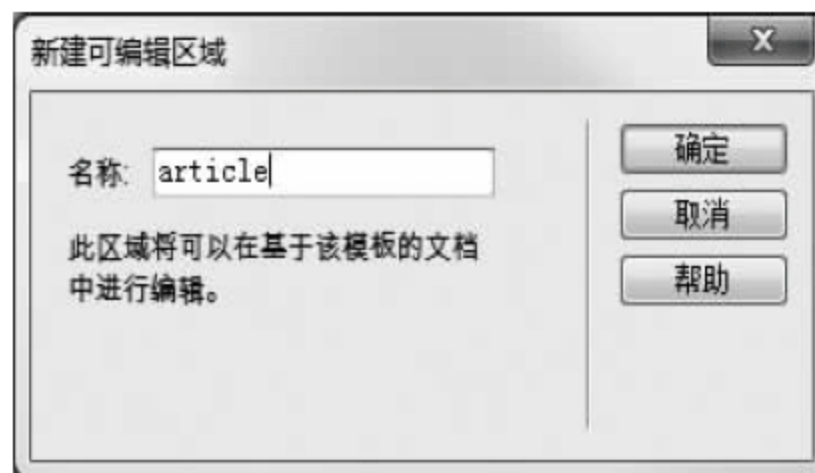 新建可编辑区域
名称: article
此区域将可以在基于该模板的文档
中进行编辑。
确定
取消
帮助